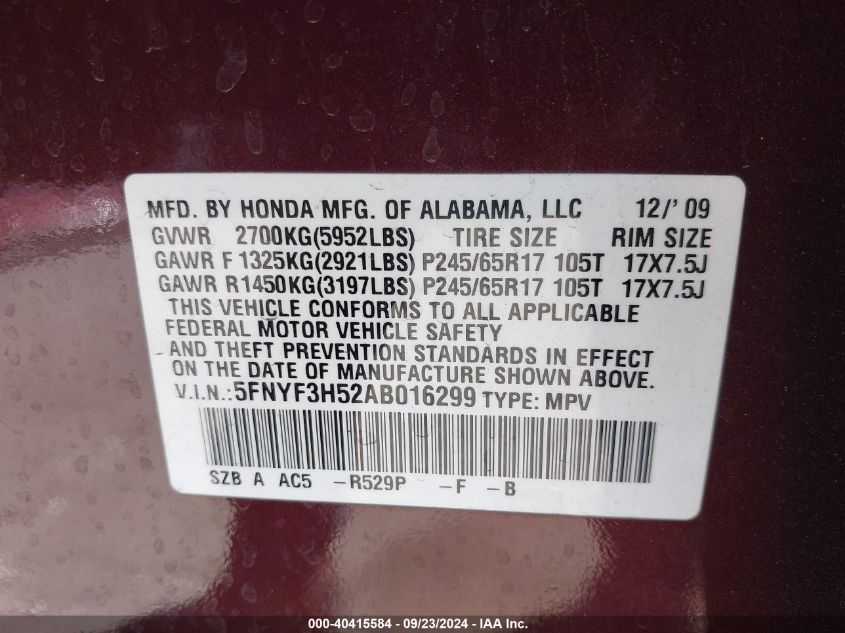 MFD. BY HONDA MFG. OF ALABAMA, LLC 12/'09
GVWR 2700KG(5952LBS) TIRE SIZE RIM SIZE
GAWR F 1325KG(2921LBS) P245/65R17 105T 17X7.5J
GAWR R1450KG(3197LBS) P245/65R17 105T 17X7.5J
THIS VEHICLE CONFORMS TO ALL APPLICABLE
FEDERAL MOTOR VEHICLE SAFETY
AND THEFT PREVENTION STANDARDS IN EFFECT
ON THE DATE OF MANUFACTURE SHOWN ABOVE.
V.I.N.:5FNYF3H52AB016299 TYPE: MPV
SZB A AC5 -R529P -F -B
000-40415584 - 09/23/2024 - IAA Inc.